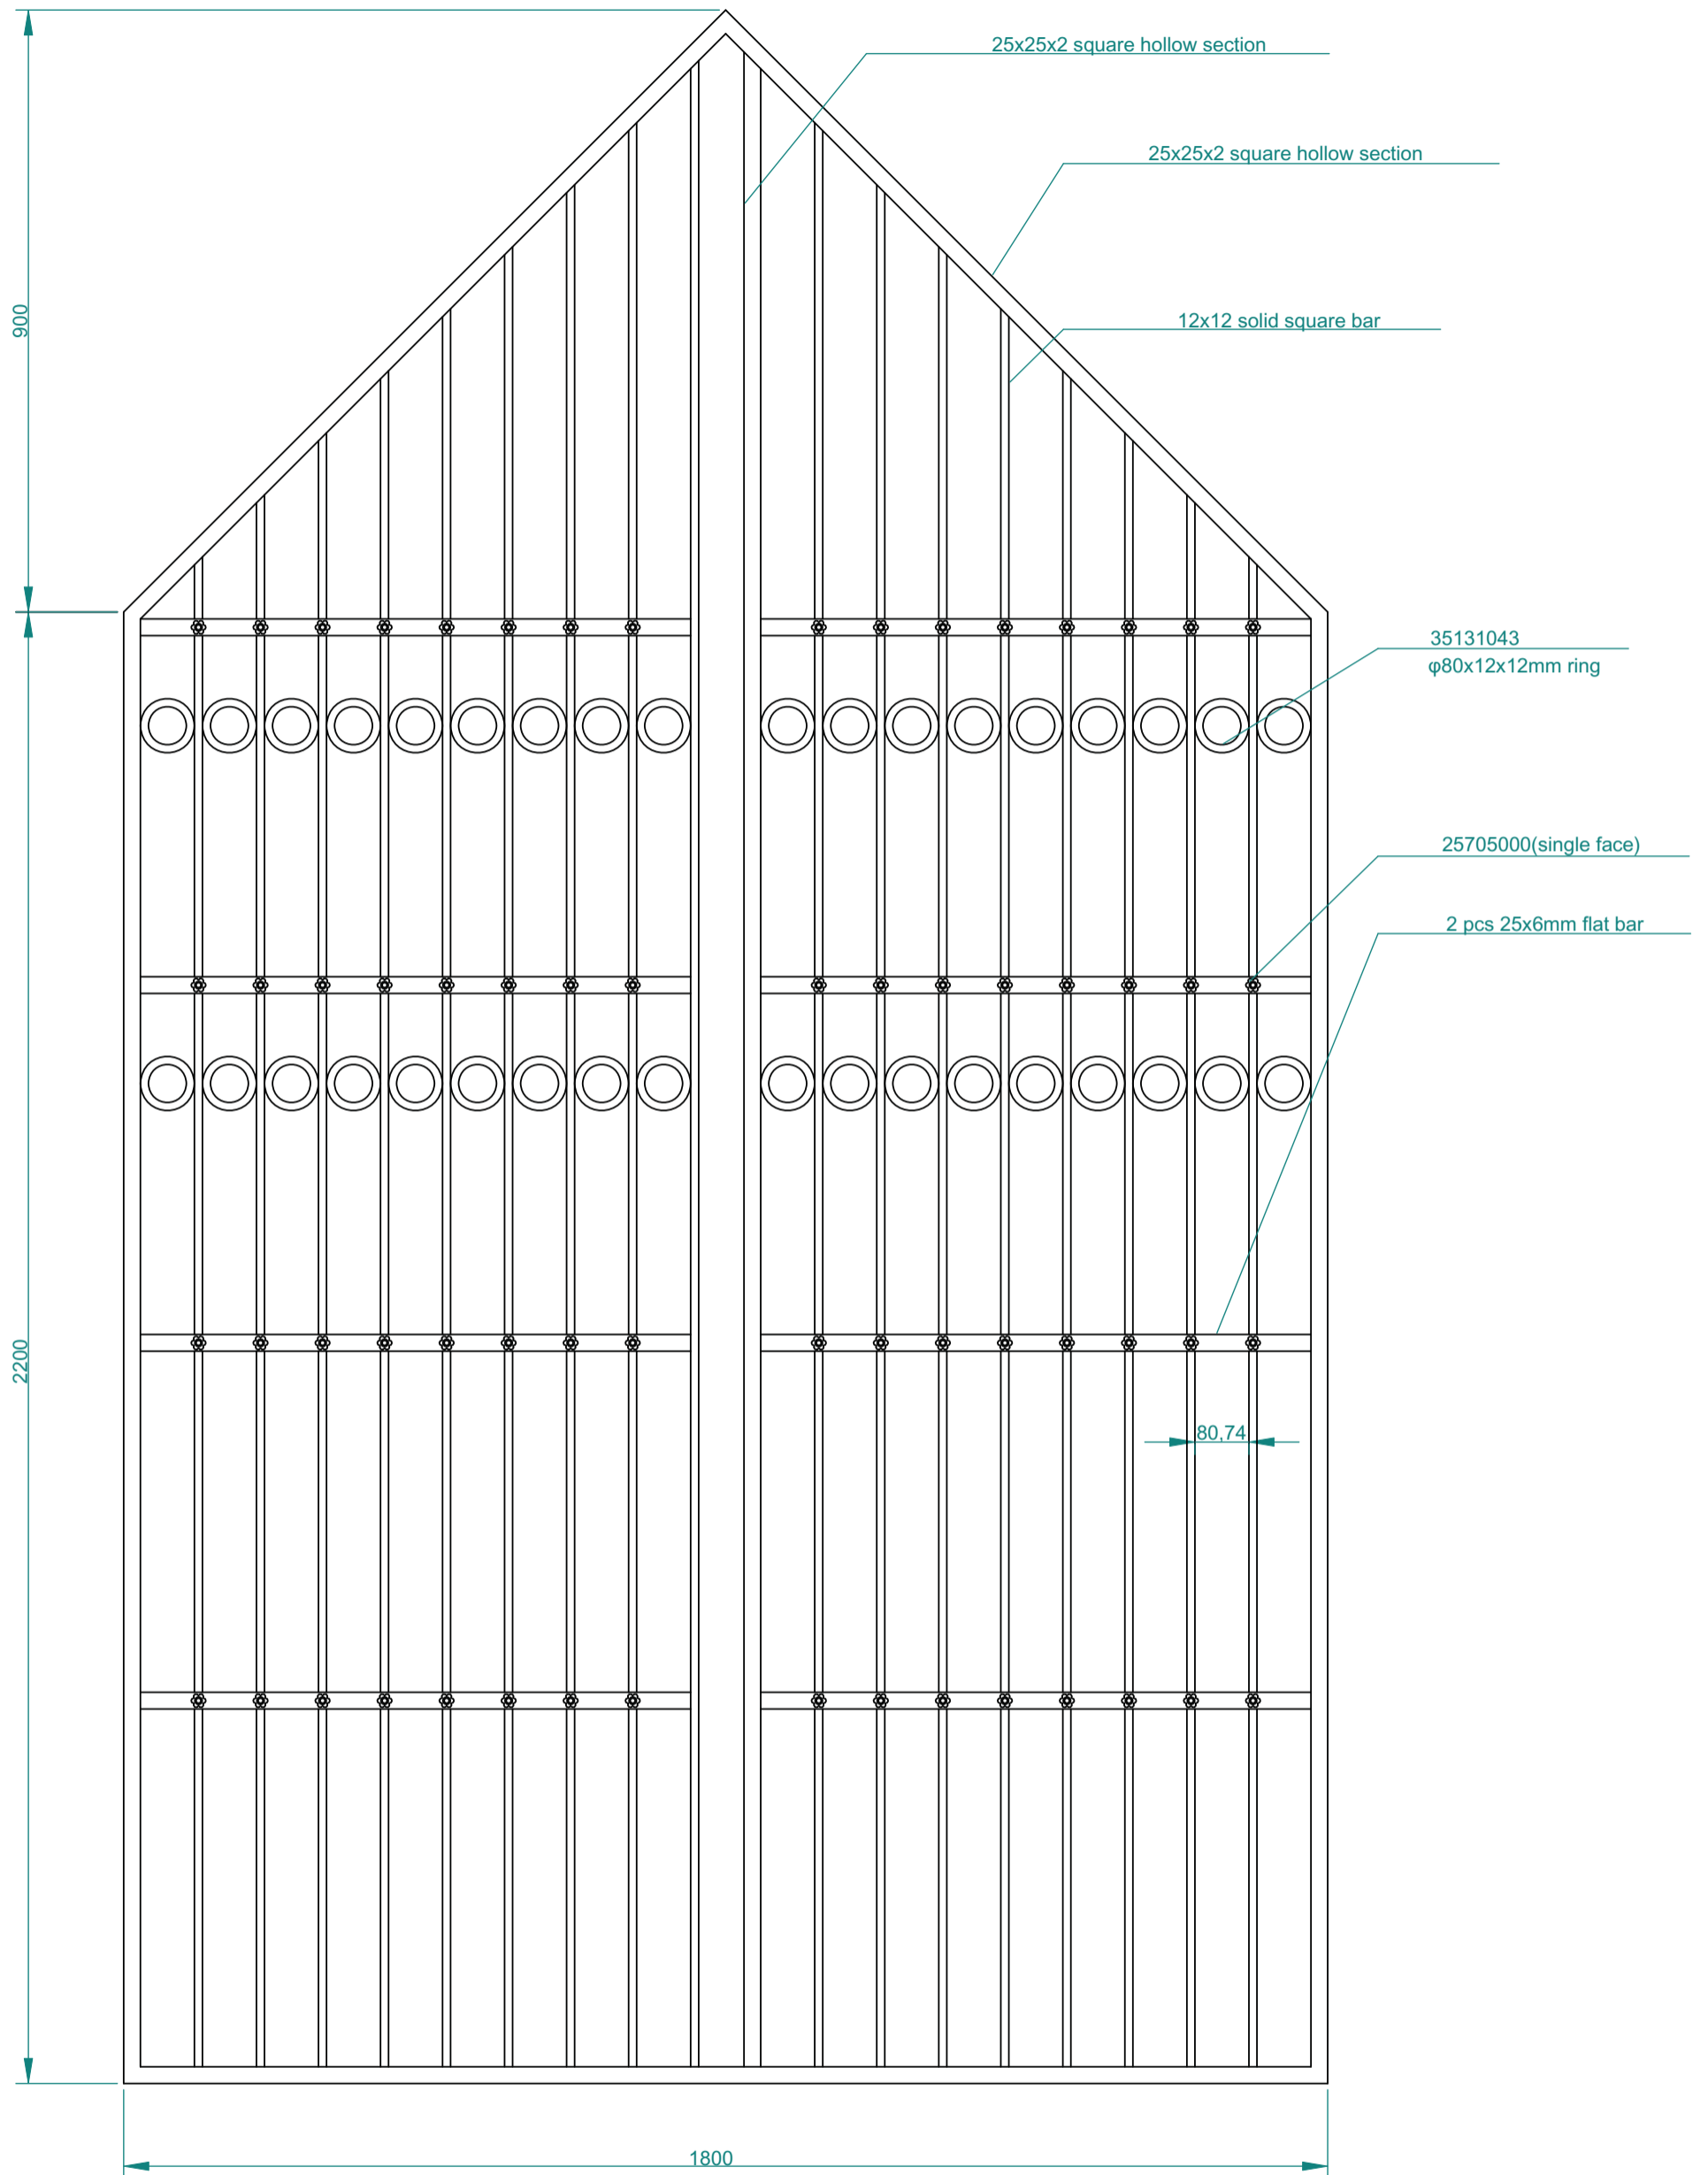 25x25x2 square hollow section
25x25x2 square hollow section
900
12x12 solid square bar
35131043
φ80x12x12mm ring
25705000(single face)
2 pcs 25x6mm flat bar
2200
80,74
1800